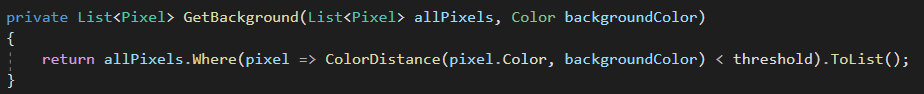 private List<Pixel> GetBackground(List<Pixel> allPixels, Color backgroundColor)
{
    return allPixels.Where(pixel => ColorDistance(pixel.Color, backgroundColor) < threshold).ToList();
}